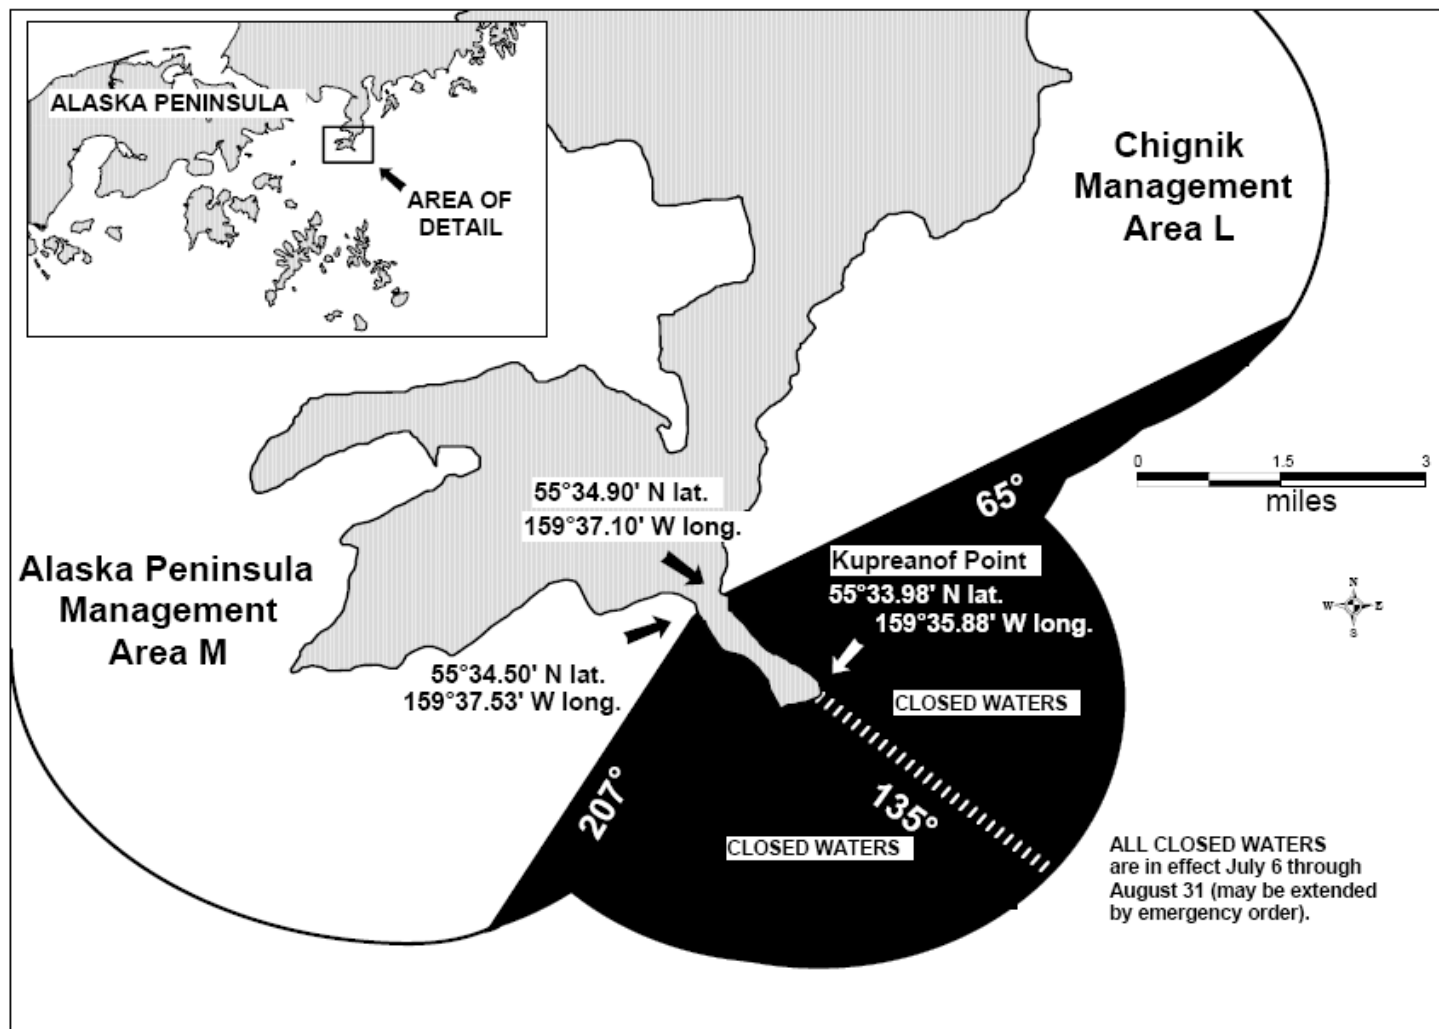 ALASKA PENINSULA
AREA OF
DETAIL
Chignik
Management
Area L
0 1.5 3
miles
65°
55°34.90' N lat.
159°37.10' W long.
Kupreanof Point
55°33.98' N lat.
159°35.88' W long.
N
W E
S
Alaska Peninsula
Management
Area M
55°34.50' N lat.
159°37.53' W long.
CLOSED WATERS
207°
135°
CLOSED WATERS
ALL CLOSED WATERS
are in effect July 6 through
August 31 (may be extended
by emergency order).